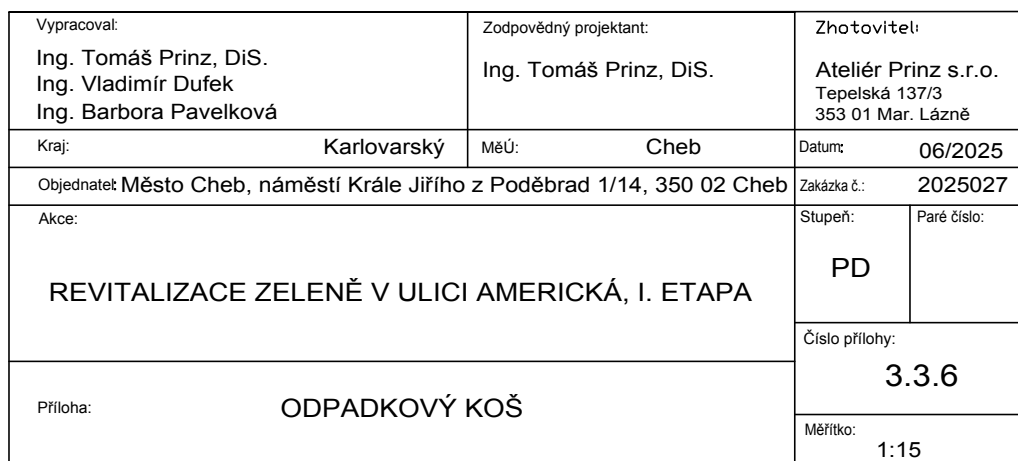 Vypracoval:
Ing. Tomáš Prinz, DiS.
Ing. Vladimír Dufek
Ing. Barbora Pavelková
Zodpovědný projektant:
Ing. Tomáš Prinz, DiS.
Zhotovitel:
Ateliér Prinz s.r.o.
Tepelská 137/3
353 01 Mar. Lázně
Kraj: Karlovarský
MěÚ: Cheb
Datum: 06/2025
Objednatel: Město Cheb, náměstí Krále Jiřího z Poděbrad 1/14, 350 02 Cheb
Zakázka č.: 2025027
Akce:
REVITALIZACE ZELENĚ V ULICI AMERICKÁ, I. ETAPA
Stupeň:
PD
Paré číslo:
Číslo přílohy:
3.3.6
Příloha: ODPADKOVÝ KOŠ
Měřítko:
1:15